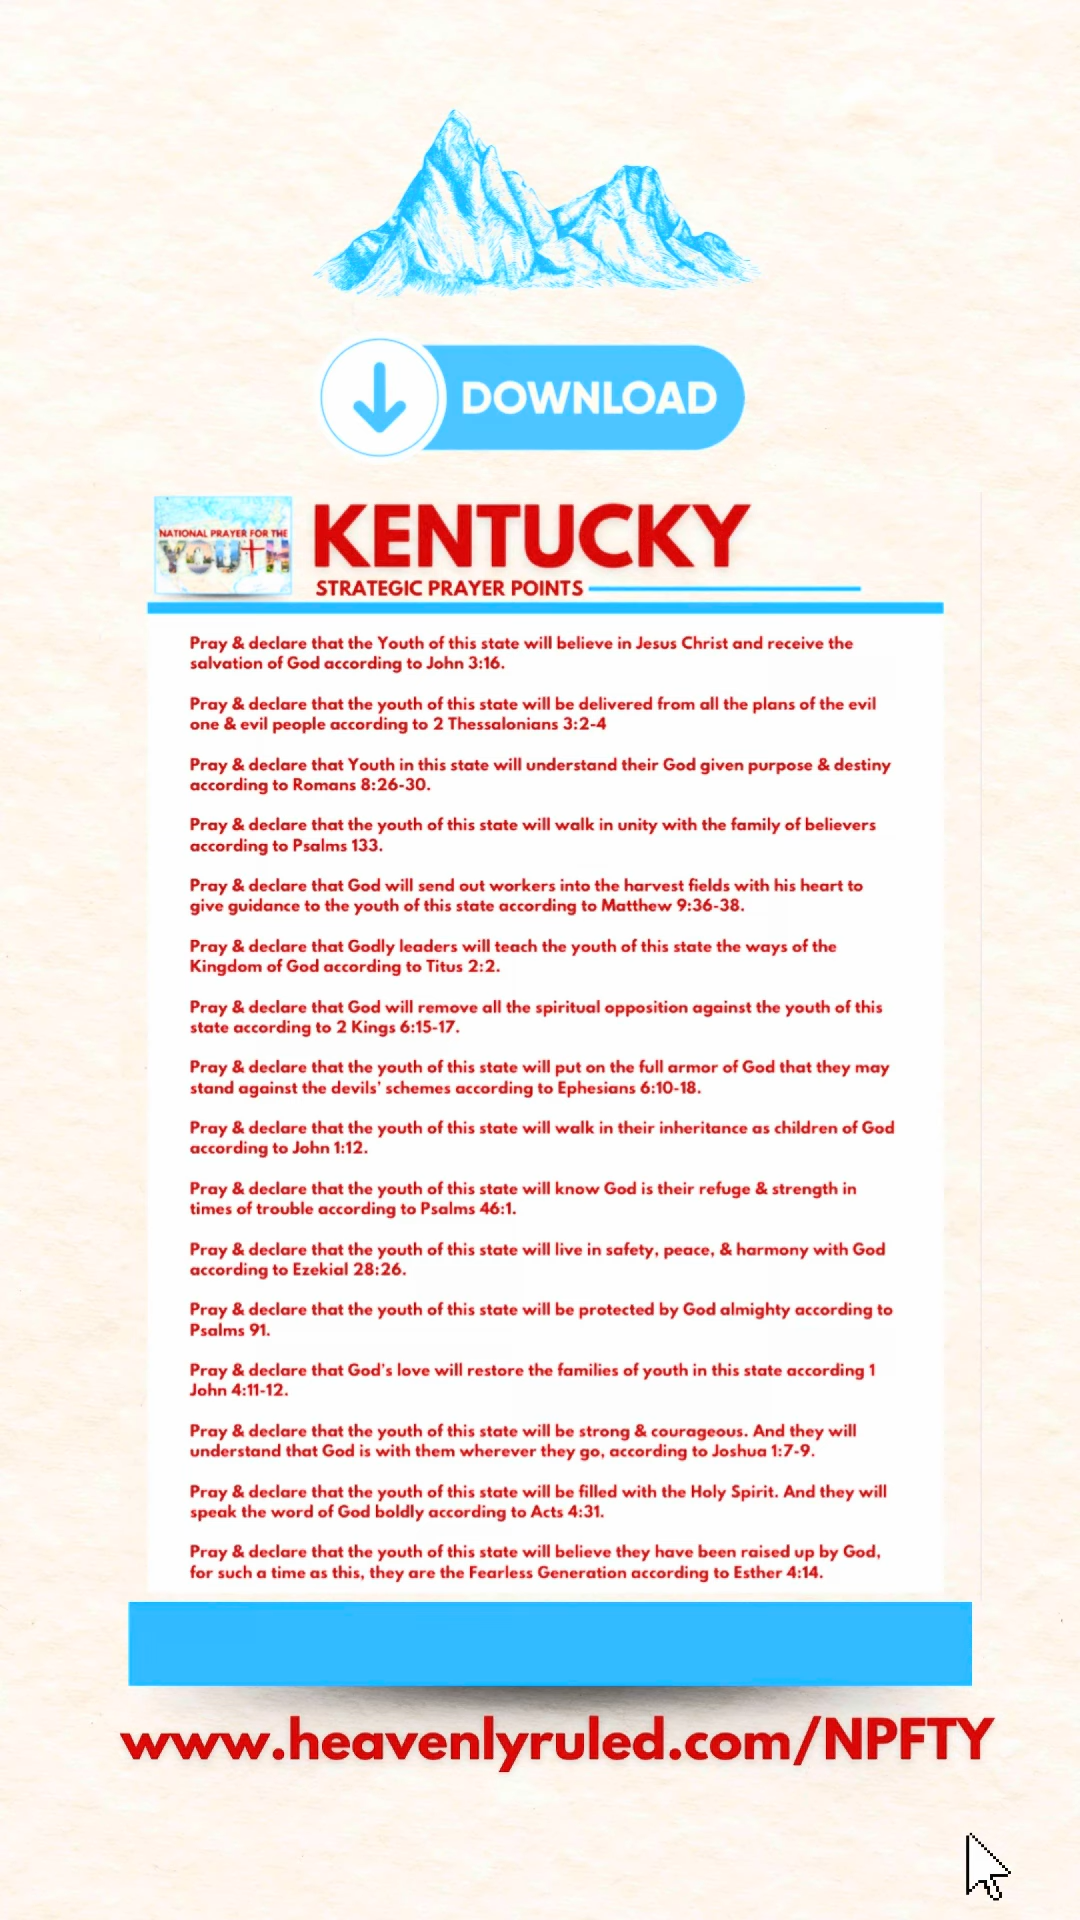 DOWNLOAD
NATIONAL PRAYER FOR THE
YOUTH
KENTUCKY
STRATEGIC PRAYER POINTS
Pray & declare that the Youth of this state will believe in Jesus Christ and receive the
salvation of God according to John 3:16.
Pray & declare that the youth of this state will be delivered from all the plans of the evil
one & evil people according to 2 Thessalonians 3:2-4
Pray & declare that Youth in this state will understand their God given purpose & destiny
according to Romans 8:26-30.
Pray & declare that the youth of this state will walk in unity with the family of believers
according to Psalms 133.
Pray & declare that God will send out workers into the harvest fields with his heart to
give guidance to the youth of this state according to Matthew 9:36-38.
Pray & declare that Godly leaders will teach the youth of this state the ways of the
Kingdom of God according to Titus 2:2.
Pray & declare that God will remove all the spiritual opposition against the youth of this
state according to 2 Kings 6:15-17.
Pray & declare that the youth of this state will put on the full armor of God that they may
stand against the devils' schemes according to Ephesians 6:10-18.
Pray & declare that the youth of this state will walk in their inheritance as children of God
according to John 1:12.
Pray & declare that the youth of this state will know God is their refuge & strength in
times of trouble according to Psalms 46:1.
Pray & declare that the youth of this state will live in safety, peace, & harmony with God
according to Ezekial 28:26.
Pray & declare that the youth of this state will be protected by God almighty according to
Psalms 91.
Pray & declare that God's love will restore the families of youth in this state according 1
John 4:11-12.
Pray & declare that the youth of this state will be strong & courageous. And they will
understand that God is with them wherever they go, according to Joshua 1:7-9.
Pray & declare that the youth of this state will be filled with the Holy Spirit. And they will
speak the word of God boldly according to Acts 4:31.
Pray & declare that the youth of this state will believe they have been raised up by God,
for such a time as this, they are the Fearless Generation according to Esther 4:14.
www.heavenlyruled.com/NPFTY